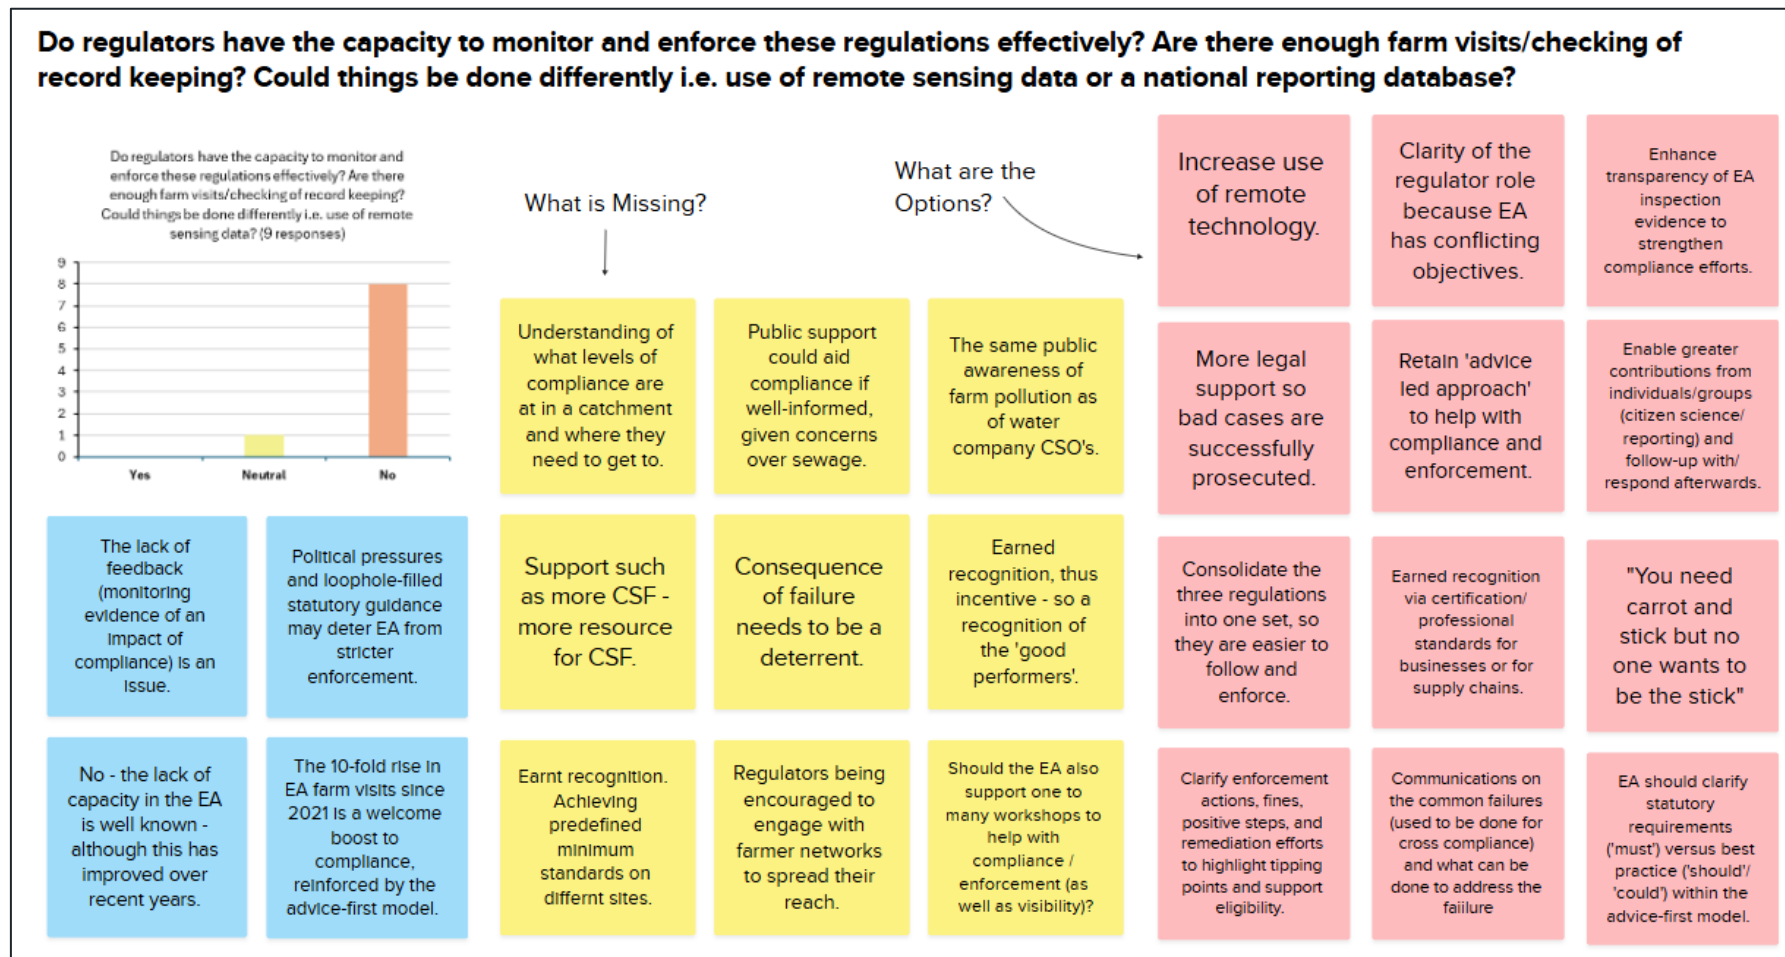 Do regulators have the capacity to monitor and enforce these regulations effectively? Are there enough farm visits/checking of
record keeping? Could things be done differently i.e. use of remote sensing data or a national reporting database?
Do regulators have the capacity to monitor and
enforce these regulations effectively? Are there
enough farm visits/checking of record keeping?
Could things be done differently i.e. use of remote
sensing data? (9 responses)
9
8
7
6
5
4
3
2
1
0
Yes
Neutral
No
The lack of
feedback
(monitoring
evidence of an
impact of
compliance) is an
issue.
Political pressures
and loophole-filled
statutory guidance
may deter EA from
stricter
enforcement.
No - the lack of
capacity in the EA
is well known -
although this has
improved over
recent years.
The 10-fold rise in
EA farm visits since
2021 is a welcome
boost to
compliance,
reinforced by the
advice-first model.
What is Missing?
Understanding of
what levels of
compliance are
at in a catchment
and where they
need to get to.
Public support
could aid
compliance if
well-informed,
given concerns
over sewage.
The same public
awareness of
farm pollution as
of water
company CSO's.
Support such
as more CSF -
more resource
for CSF.
Consequence
of failure
needs to be a
deterrent.
Earned
recognition, thus
incentive - so a
recognition of
the 'good
performers'.
Earnt recognition.
Achieving
predefined
minimum
standards on
differnt sites.
Regulators being
encouraged to
engage with
farmer networks
to spread their
reach.
Should the EA also
support one to
many workshops to
help with
compliance /
enforcement (as
well as visibility)?
What are the
Options?
Increase use
of remote
technology.
Clarity of the
regulator role
because EA
has conflicting
objectives.
Enhance
transparency of EA
inspection
evidence to
strengthen
compliance efforts.
More legal
support so
bad cases are
successfully
prosecuted.
Retain 'advice
led approach'
to help with
compliance and
enforcement.
Enable greater
contributions from
individuals/groups
(citizen science/
reporting) and
follow-up with/
respond afterwards.
Consolidate the
three regulations
into one set, so
they are easier to
follow and
enforce.
Earned recognition
via certification/
professional
standards for
businesses or for
supply chains.
"You need
carrot and
stick but no
one wants to
be the stick"
Clarify enforcement
actions, fines,
positive steps, and
remediation efforts
to highlight tipping
points and support
eligibility.
Communications on
the common failures
(used to be done for
cross compliance)
and what can be
done to address the
faiilure
EA should clarify
statutory
requirements
('must') versus best
practice ('should'/
'could') within the
advice-first model.